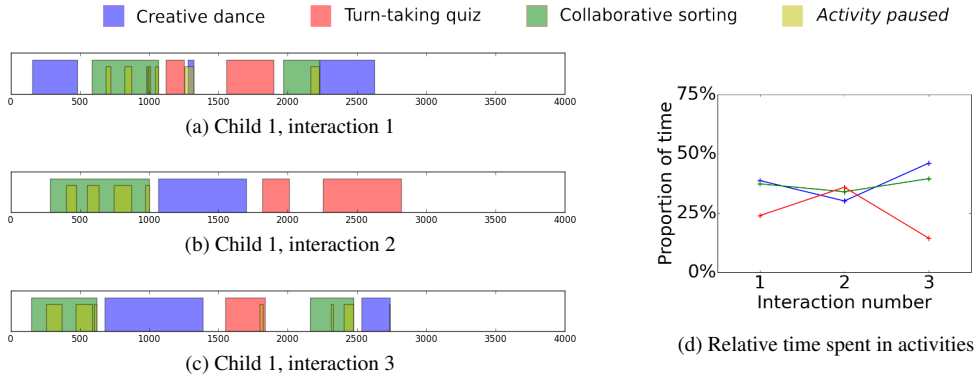 Creative dance Turn-taking quiz Collaborative sorting Activity paused
0 500 1000 1500 2000 2500 3000 3500 4000
(a) Child 1, interaction 1
0 500 1000 1500 2000 2500 3000 3500 4000
(b) Child 1, interaction 2
0 500 1000 1500 2000 2500 3000 3500 4000
(c) Child 1, interaction 3
Proportion of time
75%
50%
25%
0%
1 2 3
Interaction number
(d) Relative time spent in activities